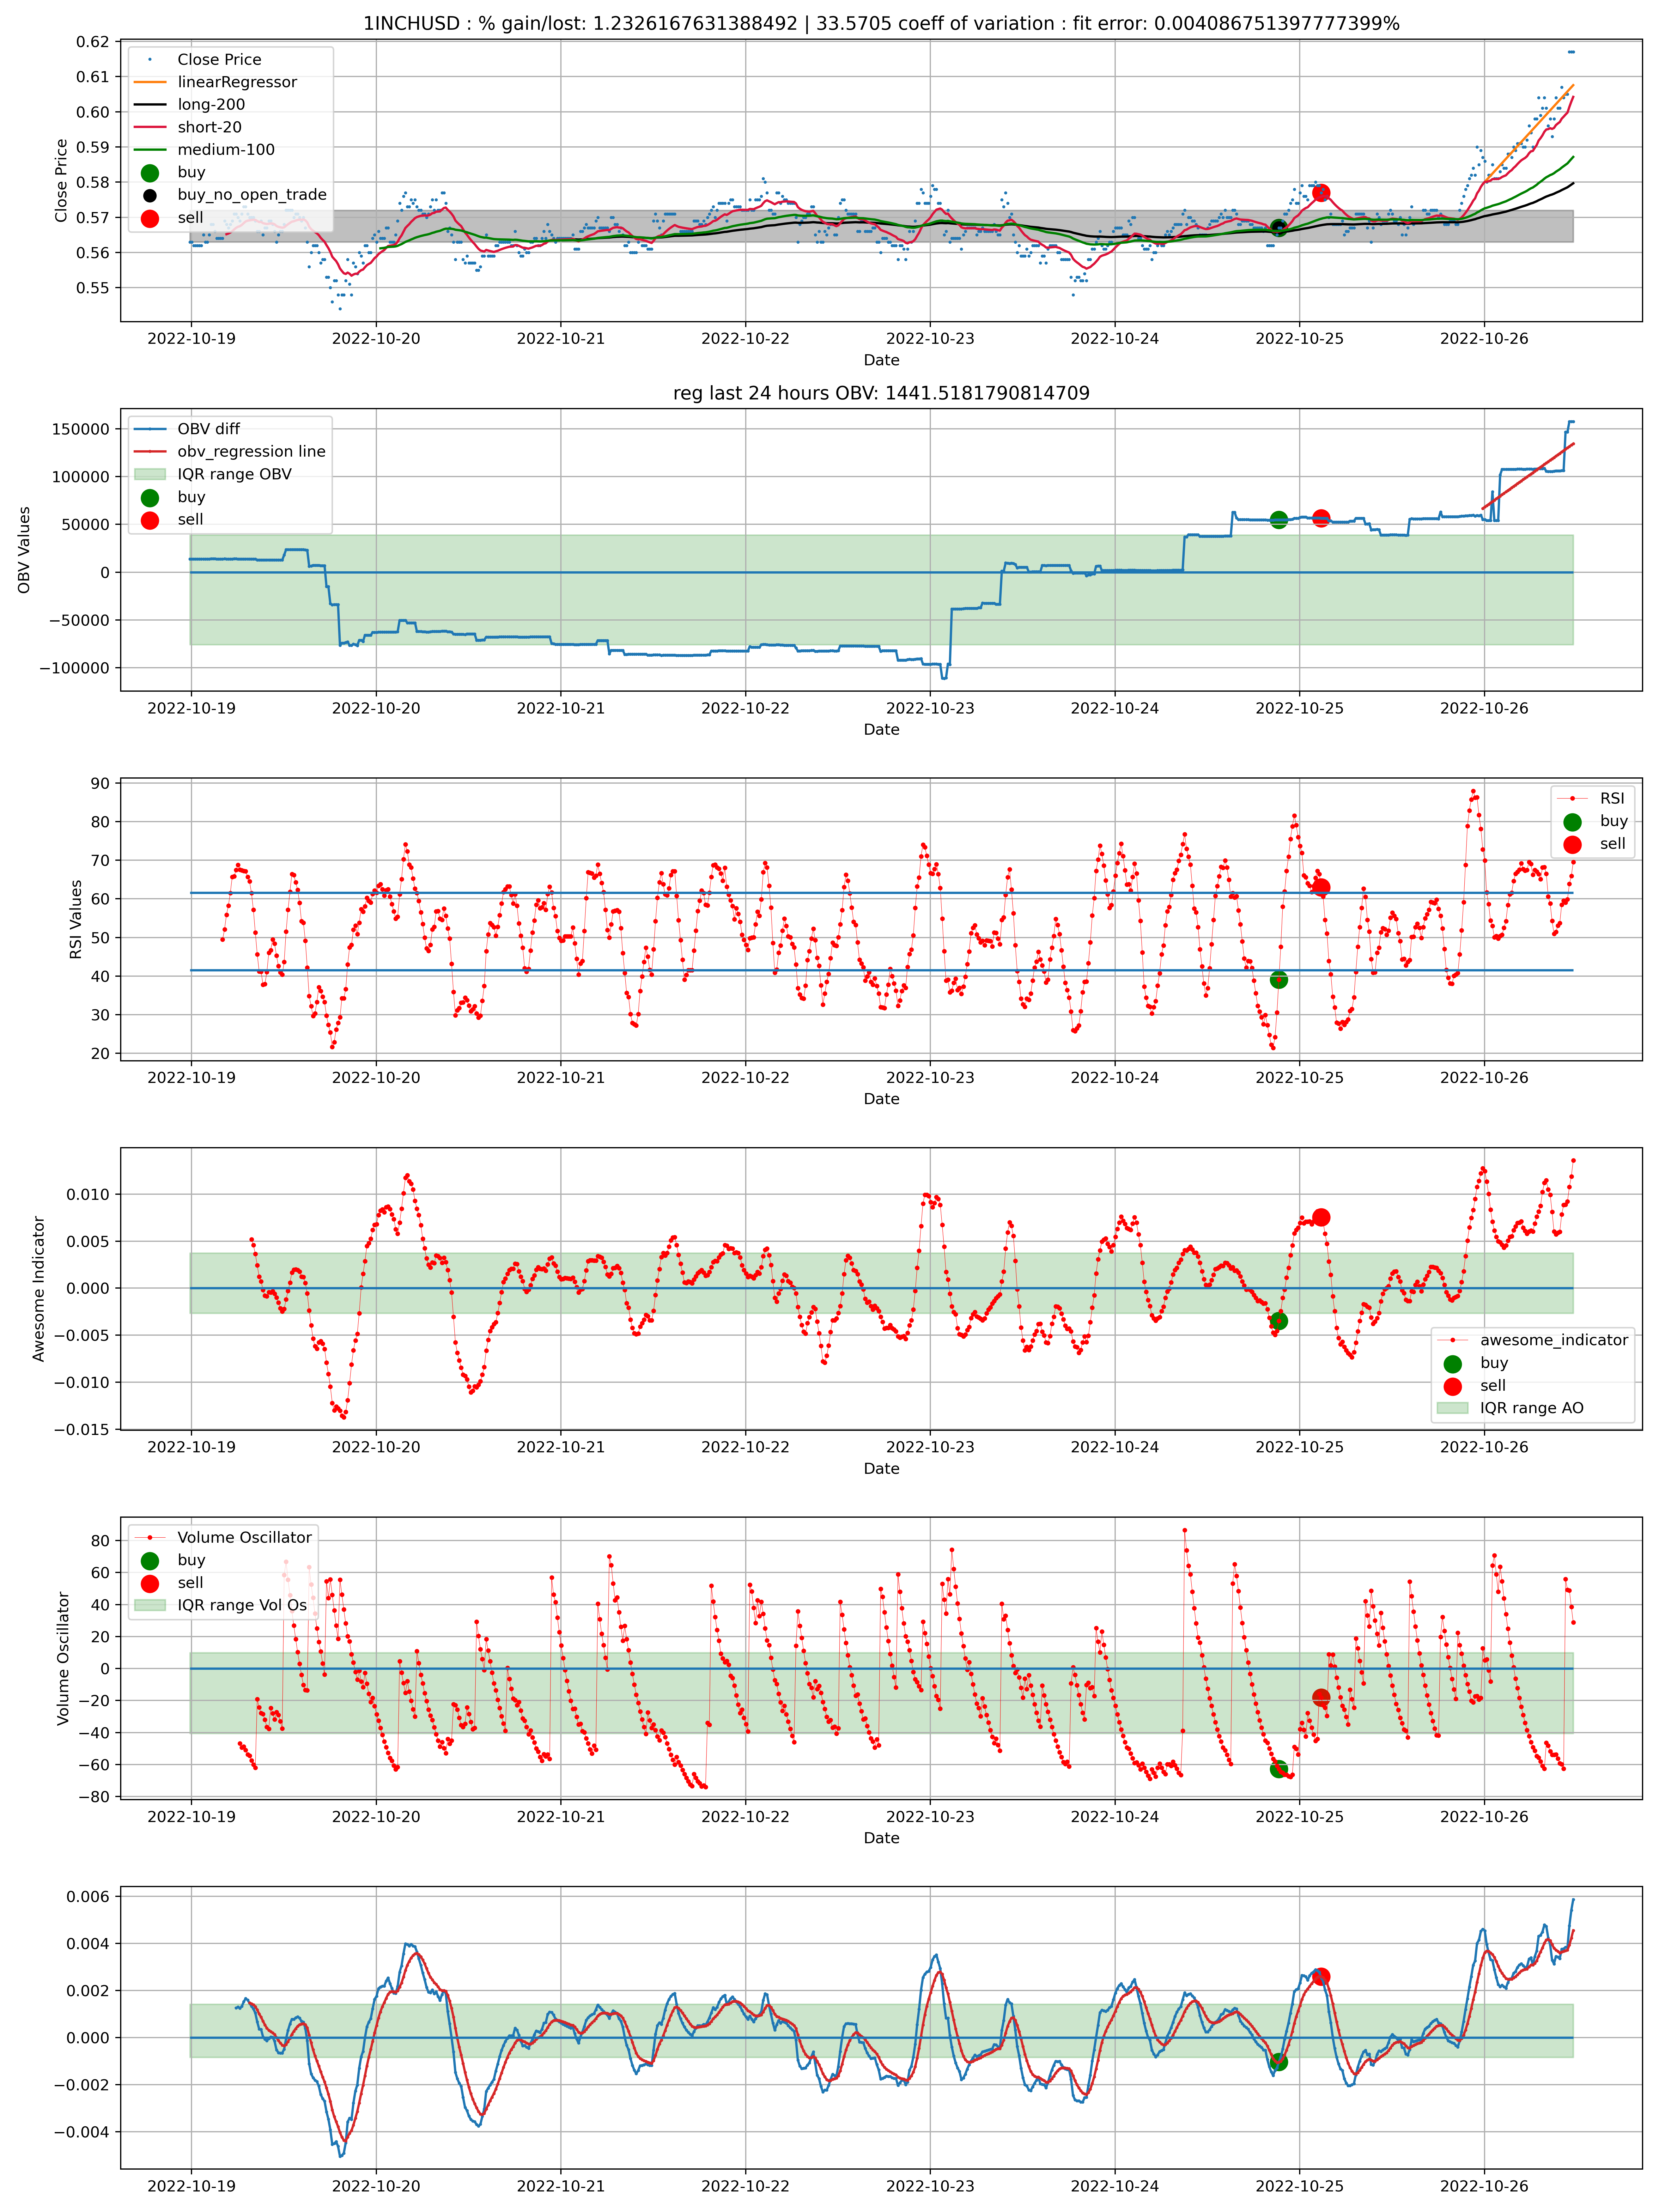 1INCHUSD : % gain/lost: 1.2326167631388492 | 33.5705 coeff of variation : fit error: 0.004086751397777399%
0.62
0.61
0.60
0.59
0.58
0.57
0.56
0.55
Close Price
Close Price
linearRegressor
long-200
short-20
medium-100
buy
buy_no_open_trade
sell
2022-10-19 2022-10-20 2022-10-21 2022-10-22 2022-10-23 2022-10-24 2022-10-25 2022-10-26
Date
reg last 24 hours OBV: 1441.5181790814709
150000
100000
50000
0
−50000
−100000
OBV Values
OBV diff
obv_regression line
IQR range OBV
buy
sell
2022-10-19 2022-10-20 2022-10-21 2022-10-22 2022-10-23 2022-10-24 2022-10-25 2022-10-26
Date
90
80
70
60
50
40
30
20
RSI Values
RSI
buy
sell
2022-10-19 2022-10-20 2022-10-21 2022-10-22 2022-10-23 2022-10-24 2022-10-25 2022-10-26
Date
0.010
0.005
0.000
−0.005
−0.010
−0.015
Awesome Indicator
awesome_indicator
buy
sell
IQR range AO
2022-10-19 2022-10-20 2022-10-21 2022-10-22 2022-10-23 2022-10-24 2022-10-25 2022-10-26
Date
80
60
40
20
0
−20
−40
−60
−80
Volume Oscillator
Volume Oscillator
buy
sell
IQR range Vol Os
2022-10-19 2022-10-20 2022-10-21 2022-10-22 2022-10-23 2022-10-24 2022-10-25 2022-10-26
Date
0.006
0.004
0.002
0.000
−0.002
−0.004
2022-10-19 2022-10-20 2022-10-21 2022-10-22 2022-10-23 2022-10-24 2022-10-25 2022-10-26